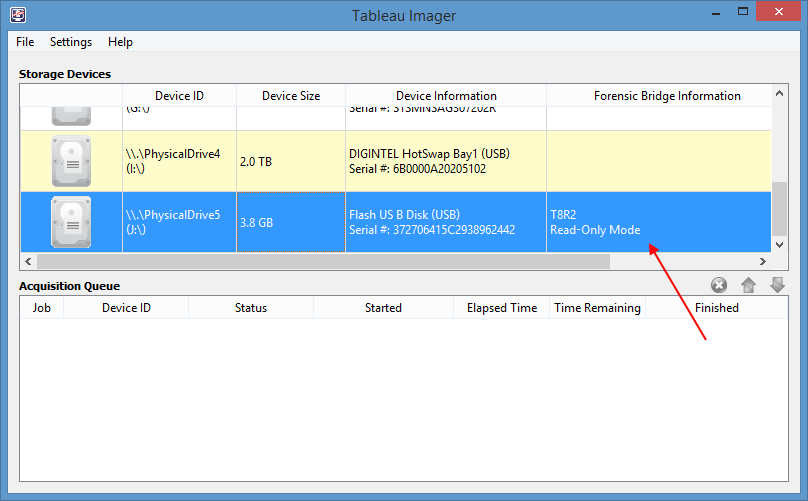 Tableau Imager
File Settings Help
Storage Devices
Device ID Device Size Device Information Forensic Bridge Information
(G:\)
\\.\PhysicalDrive4
(I:\)
2.0 TB
DIGINTEL HotSwap Bay1 (USB)
Serial #: 6B0000A20205102
\\.\PhysicalDrive5
(J:\)
3.8 GB
Flash US B Disk (USB)
Serial #: 372706415C2938962442
T8R2
Read-Only Mode
Acquisition Queue
Job Device ID Status Started Elapsed Time Time Remaining Finished